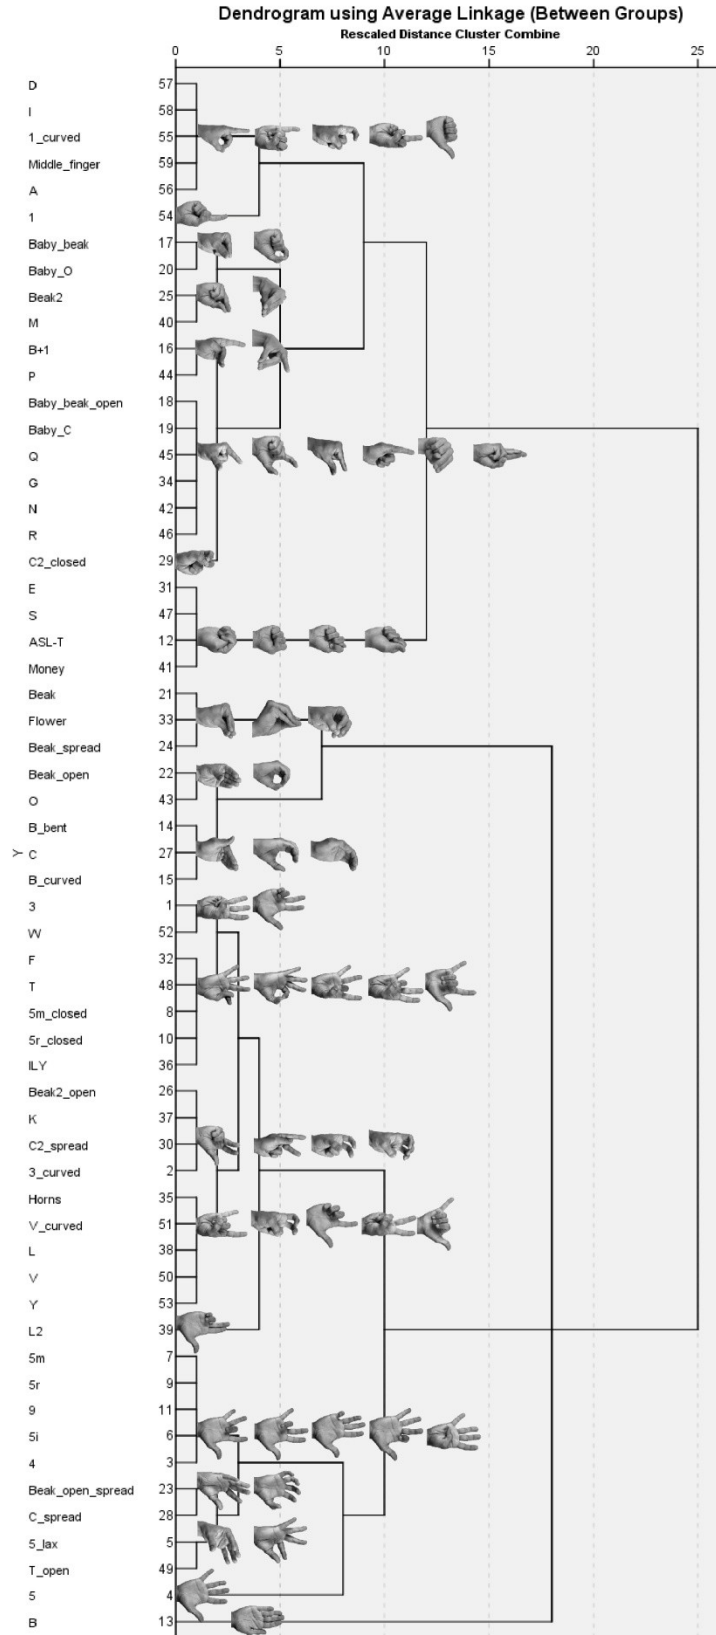 Dendrogram using Average Linkage (Between Groups)
Rescaled Distance Cluster Combine
0 5 10 15 20 25
D 57
I 58
1_curved 55
Middle_finger 59
A 56
1 54
Baby_beak 17
Baby_O 20
Beak2 25
M 40
B+1 16
P 44
Baby_beak_open 18
Baby_C 19
Q 45
G 34
N 42
R 46
C2_closed 29
E 31
S 47
ASL-T 12
Money 41
Beak 21
Flower 33
Beak_spread 24
Beak_open 22
O 43
B_bent 14
Y
C 27
B_curved 15
3 1
W 52
F 32
T 48
5m_closed 8
5r_closed 10
ILY 36
Beak2_open 26
K 37
C2_spread 30
3_curved 2
Horns 35
V_curved 51
L 38
V 50
Y 53
L2 39
5m 7
5r 9
9 11
5i 6
4 3
Beak_open_spread 23
C_spread 28
5_lax 5
T_open 49
5 4
B 13